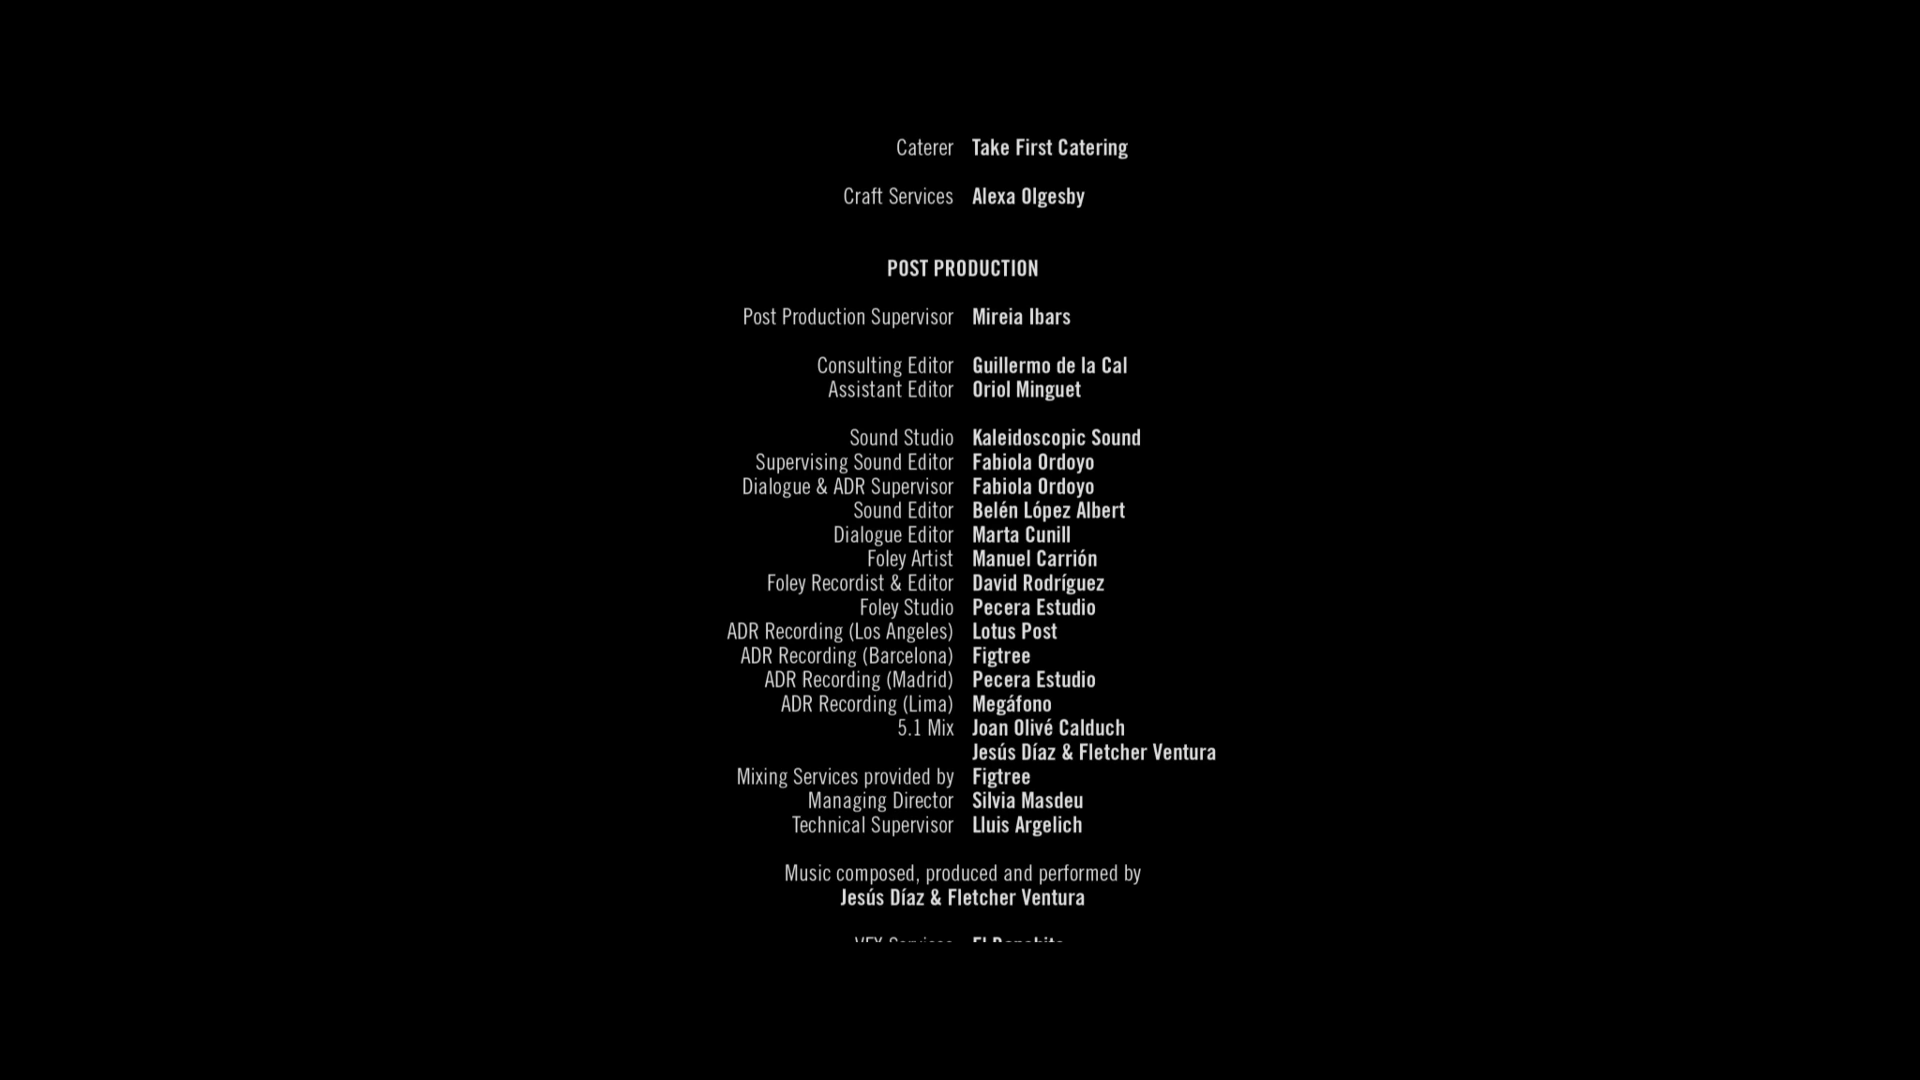 Caterer Take First Catering
Craft Services Alexa Olgesby
POST PRODUCTION
Post Production Supervisor Mireia Ibars
Consulting Editor Guillermo de la Cal
Assistant Editor Oriol Minguet
Sound Studio Kaleidoscopic Sound
Supervising Sound Editor Fabiola Ordoyo
Dialogue & ADR Supervisor Fabiola Ordoyo
Sound Editor Belén López Albert
Dialogue Editor Marta Cunill
Foley Artist Manuel Carrión
Foley Recordist & Editor David Rodríguez
Foley Studio Pecera Estudio
ADR Recording (Los Angeles) Lotus Post
ADR Recording (Barcelona) Figtree
ADR Recording (Madrid) Pecera Estudio
ADR Recording (Lima) Megáfono
5.1 Mix Joan Olivé Calduch
Jesús Díaz & Fletcher Ventura
Mixing Services provided by Figtree
Managing Director Silvia Masdeu
Technical Supervisor Lluis Argelich
Music composed, produced and performed by
Jesús Díaz & Fletcher Ventura
VFX Services El